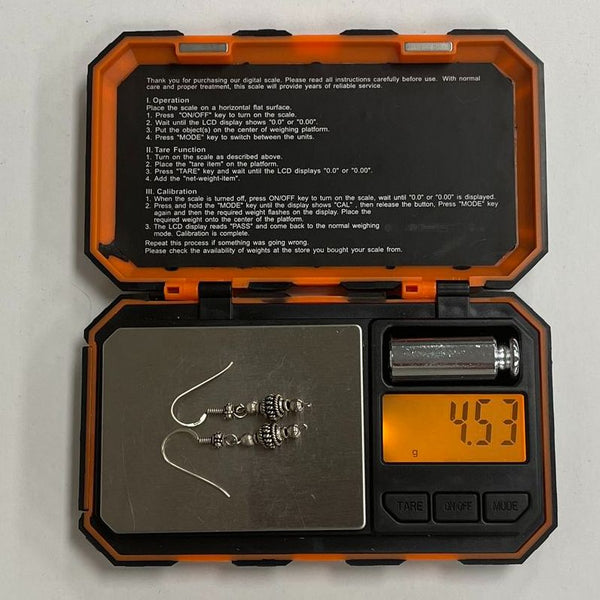 Thank you for purchasing our digital scale. Please read all instructions carefully before use. With normal
care and proper treatment, this scale will provide years of reliable service.
I. Operation
Place the scale on a horizontal flat surface.
1. Press "ON/OFF" key to turn on the scale.
2. Wait until the LCD display shows "0.0" or "0.00".
3. Put the object(s) on the center of weighing platform.
4. Press "MODE" key to switch between the units.
II. Tare Function
1. Turn on the scale as described above.
2. Place the "tare item" on the platform.
3. Press "TARE" key and wait until the LCD displays "0.0" or "0.00".
4. Add the "net-weight-item".
III. Calibration
1. When the scale is turned off, press ON/OFF key to turn on the scale, wait until "0.0" or "0.00" is displayed.
2. Press and hold the "MODE" key until the display shows "CAL" , then release the button, Press "MODE" key
again and then the required weight flashes on the display. Place the
required weight onto the center of the platform.
3. The LCD display reads "PASS" and come back to the normal weighing
mode. Calibration is complete.
Repeat this process if something was going wrong.
Please check the availability of weights at the store you bought your scale from.
4.53
g
TARE ON/OFF MODE